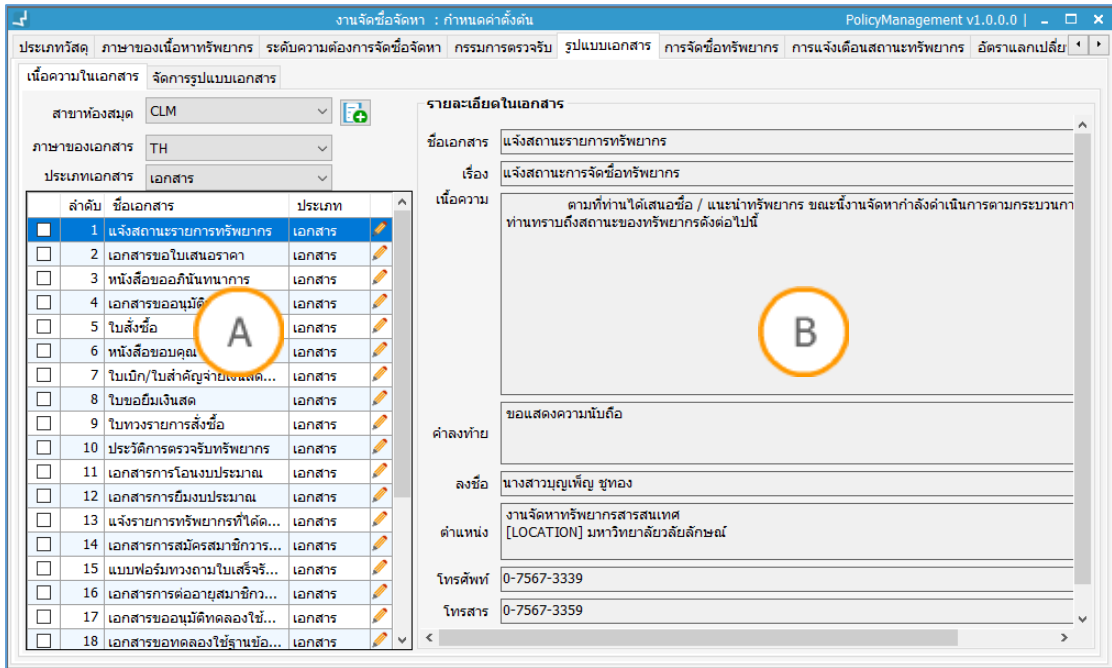 งานจัดซื้อจัดหา : กำหนดค่าตั้งต้น PolicyManagement v1.0.0.0 |
ประเภทวัสดุ ภาษาของเนื้อหาทรัพยากร ระดับความต้องการจัดซื้อจัดหา กรรมการตรวจรับ รูปแบบเอกสาร การจัดซื้อทรัพยากร การแจ้งเตือนสถานะทรัพยากร อัตราแลกเปลี่ย
เนื้อความในเอกสาร จัดการรูปแบบเอกสาร
สาขาห้องสมุด CLM
ภาษาของเอกสาร TH
ประเภทเอกสาร เอกสาร
ลำดับ ชื่อเอกสาร ประเภท
1 แจ้งสถานะรายการทรัพยากร เอกสาร
2 เอกสารขอใบเสนอราคา เอกสาร
3 หนังสือขออภินันทนาการ เอกสาร
4 เอกสารขออนุมัติ เอกสาร
5 ใบสั่งซื้อ เอกสาร
6 หนังสือขอบคุณ เอกสาร
7 ใบเบิก/ใบสำคัญจ่ายเงินสด... เอกสาร
8 ใบขอยืมเงินสด เอกสาร
9 ใบทวงรายการสั่งซื้อ เอกสาร
10 ประวัติการตรวจรับทรัพยากร เอกสาร
11 เอกสารการโอนงบประมาณ เอกสาร
12 เอกสารการยืมงบประมาณ เอกสาร
13 แจ้งรายการทรัพยากรที่ได้ด... เอกสาร
14 เอกสารการสมัครสมาชิกวาร... เอกสาร
15 แบบฟอร์มทวงถามใบเสร็จรั... เอกสาร
16 เอกสารการต่ออายุสมาชิกว... เอกสาร
17 เอกสารขออนุมัติทดลองใช้... เอกสาร
18 เอกสารขอทดลองใช้ฐานข้อ... เอกสาร
A
รายละเอียดในเอกสาร
ชื่อเอกสาร แจ้งสถานะรายการทรัพยากร
เรื่อง แจ้งสถานะการจัดซื้อทรัพยากร
เนื้อความ ตามที่ท่านได้เสนอซื้อ / แนะนำทรัพยากร ขณะนี้งานจัดหากำลังดำเนินการตามกระบวนกา
ท่านทราบถึงสถานะของทรัพยากรดังต่อไปนี้
B
คำลงท้าย ขอแสดงความนับถือ
ลงชื่อ นางสาวบุญเพ็ญ ชูทอง
ตำแหน่ง งานจัดหาทรัพยากรสารสนเทศ
[LOCATION] มหาวิทยาลัยวลัยลักษณ์
โทรศัพท์ 0-7567-3339
โทรสาร 0-7567-3359